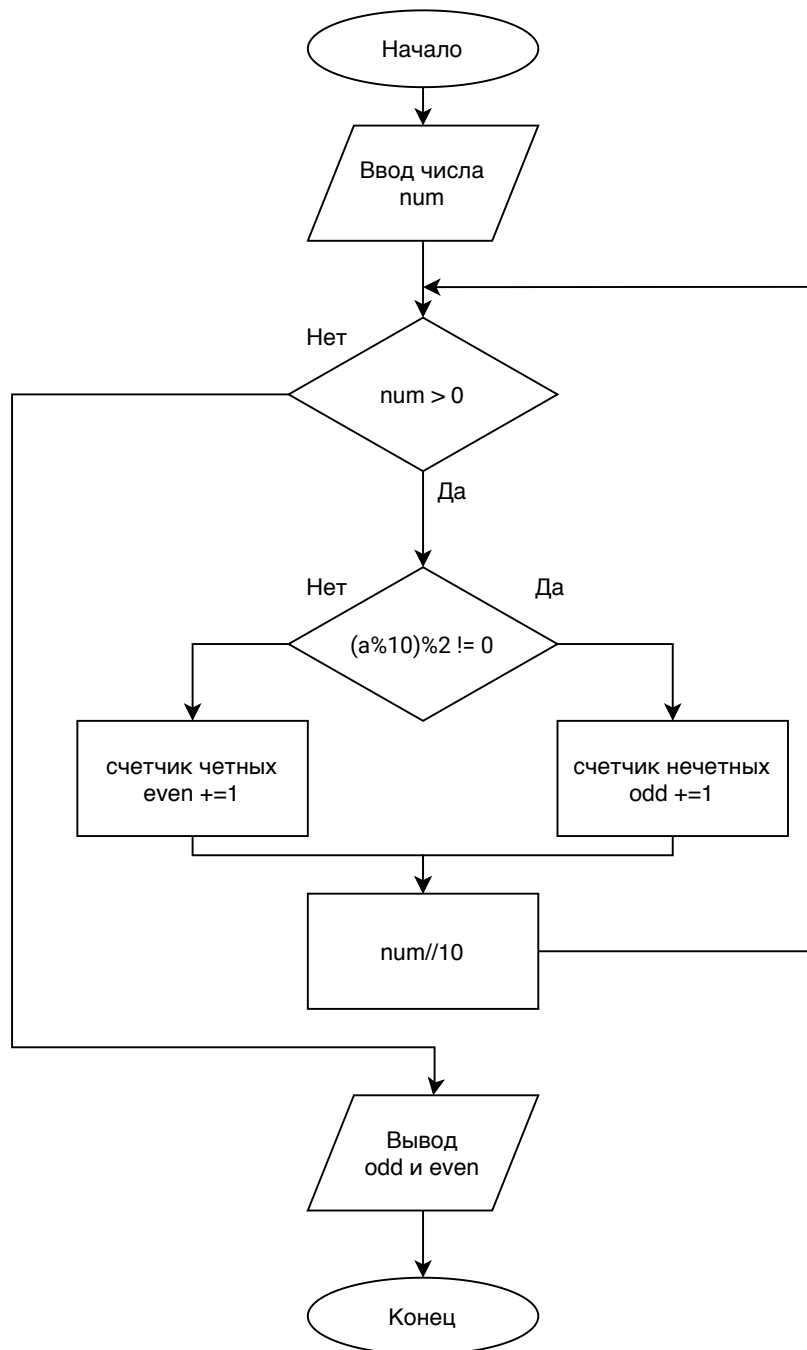 Начало
Ввод числа
num
Нет
num > 0
Да
Нет
Да
(a%10)%2 != 0
счетчик четных
even +=1
счетчик нечетных
odd +=1
num//10
Вывод
odd и even
Конец